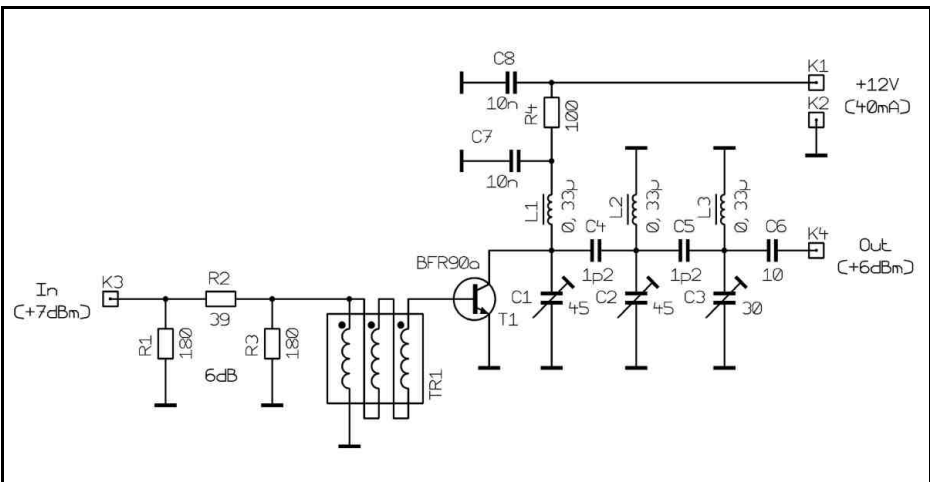 C8
10n
R4
100
K1
K2
+12V
(40mA)
C7
10n
L1
0,33µ
L2
0,33µ
L3
0,33µ
C4
1p2
C5
1p2
C6
10
K4
Out
(+6dBm)
BFR90a
T1
C1
45
C2
45
C3
30
In
(+7dBm)
K3
R2
39
R1
180
R3
180
6dB
TR1